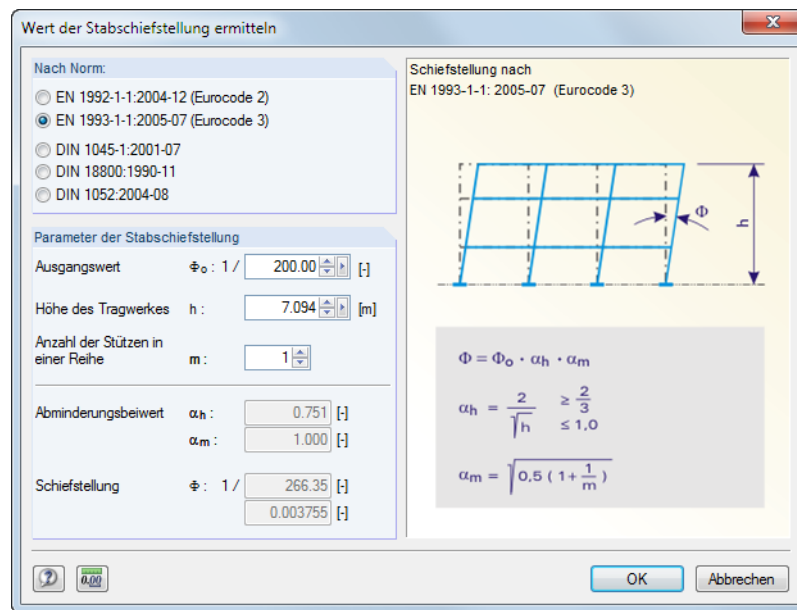 Wert der Stabschiefstellung ermitteln
Nach Norm:
EN 1992-1-1:2004-12 (Eurocode 2)
EN 1993-1-1:2005-07 (Eurocode 3)
DIN 1045-1:2001-07
DIN 18800:1990-11
DIN 1052:2004-08
Parameter der Stabschiefstellung
Ausgangswert Φo : 1 / 200.00 [-]
Höhe des Tragwerkes h : 7.094 [m]
Anzahl der Stützen in
einer Reihe m : 1
Abminderungsbeiwert αh : 0.751 [-]
αm : 1.000 [-]
Schiefstellung Φ : 1 / 266.35 [-]
0.003755 [-]
Schiefstellung nach
EN 1993-1-1: 2005-07 (Eurocode 3)
Φ
h
Φ = Φo · αh · αm
αh = 2/√h ≥ 2/3 ≤ 1,0
αm = √0,5 ( 1+ 1/m )
0.00
OK Abbrechen